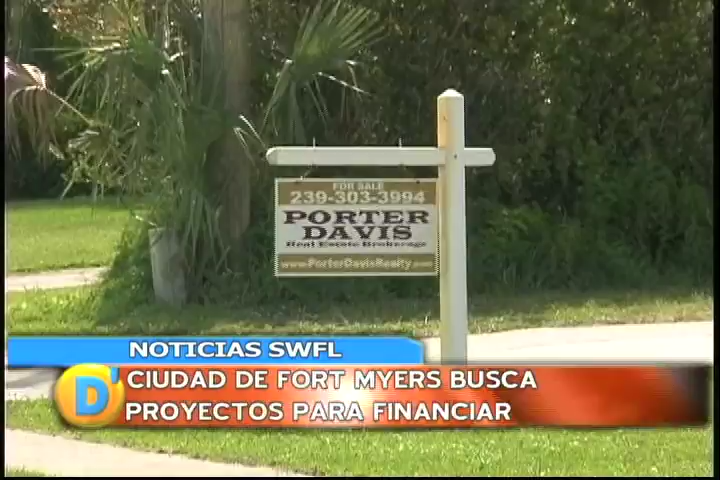 FOR SALE
239-303-3994
PORTER
DAVIS
Real Estate Brokerage
www.PorterDavisRealty.com
NOTICIAS SWFL
D'
CIUDAD DE FORT MYERS BUSCA
PROYECTOS PARA FINANCIAR